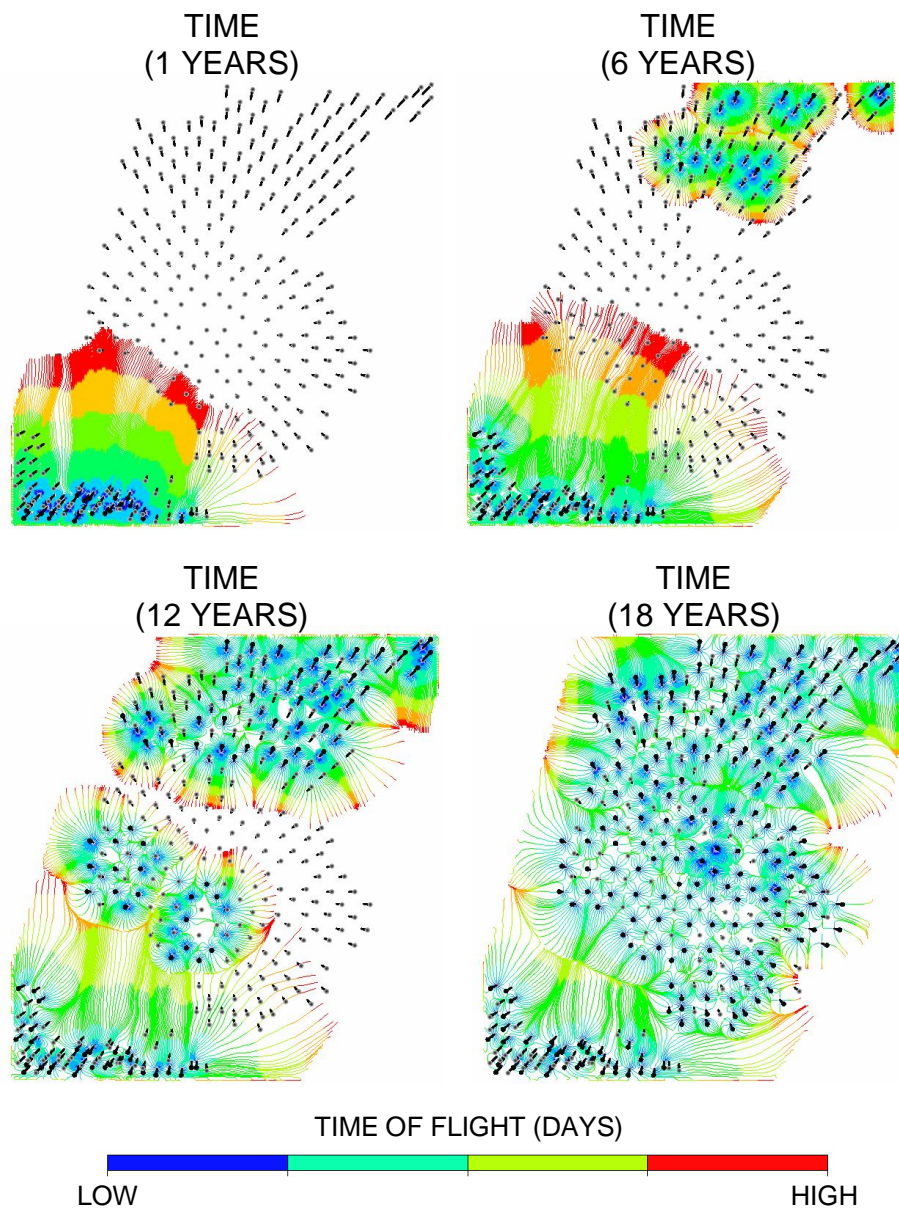 TIME
(1 YEARS)
TIME
(6 YEARS)
TIME
(12 YEARS)
TIME
(18 YEARS)
TIME OF FLIGHT (DAYS)
LOW
HIGH